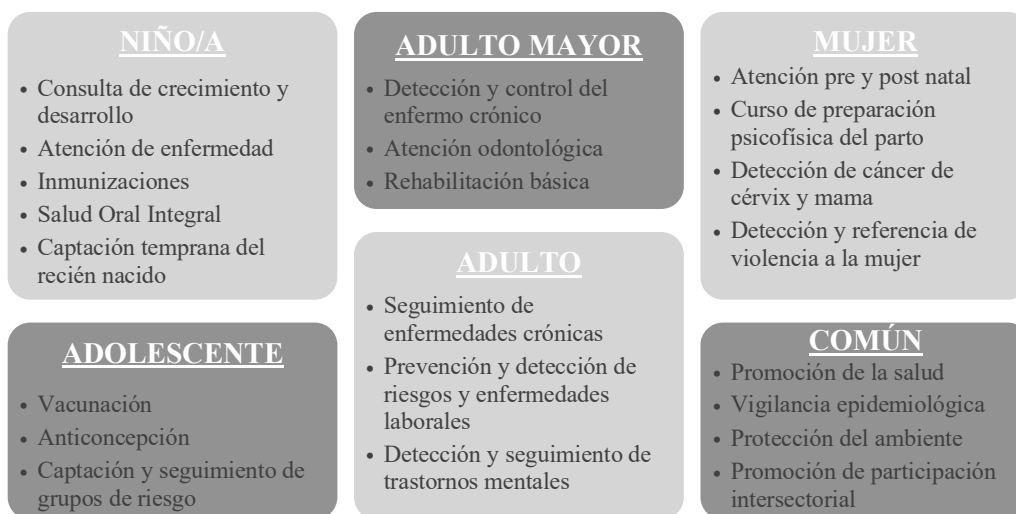 NIÑO/A
• Consulta de crecimiento y
desarrollo
• Atención de enfermedad
• Inmunizaciones
• Salud Oral Integral
• Captación temprana del
recién nacido
ADOLESCENTE
• Vacunación
• Anticoncepción
• Captación y seguimiento de
grupos de riesgo
ADULTO MAYOR
• Detección y control del
enfermo crónico
• Atención odontológica
• Rehabilitación básica
ADULTO
• Seguimiento de
enfermedades crónicas
• Prevención y detección de
riesgos y enfermedades
laborales
• Detección y seguimiento de
trastornos mentales
MUJER
• Atención pre y post natal
• Curso de preparación
psicofísica del parto
• Detección de cáncer de
cérvix y mama
• Detección y referencia de
violencia a la mujer
COMÚN
• Promoción de la salud
• Vigilancia epidemiológica
• Protección del ambiente
• Promoción de participación
intersectorial